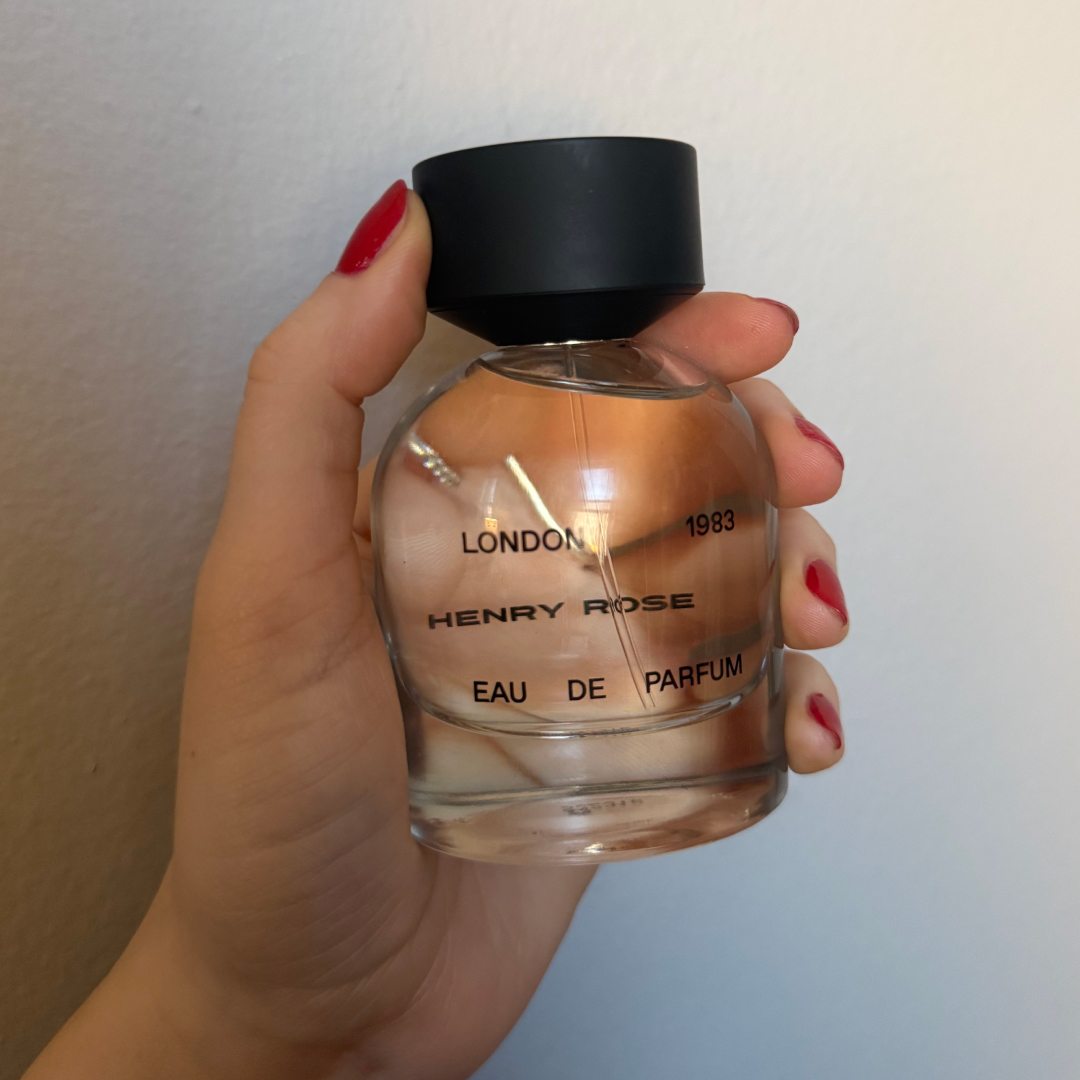 LONDON 1983
HENRY ROSE
EAU DE PARFUM